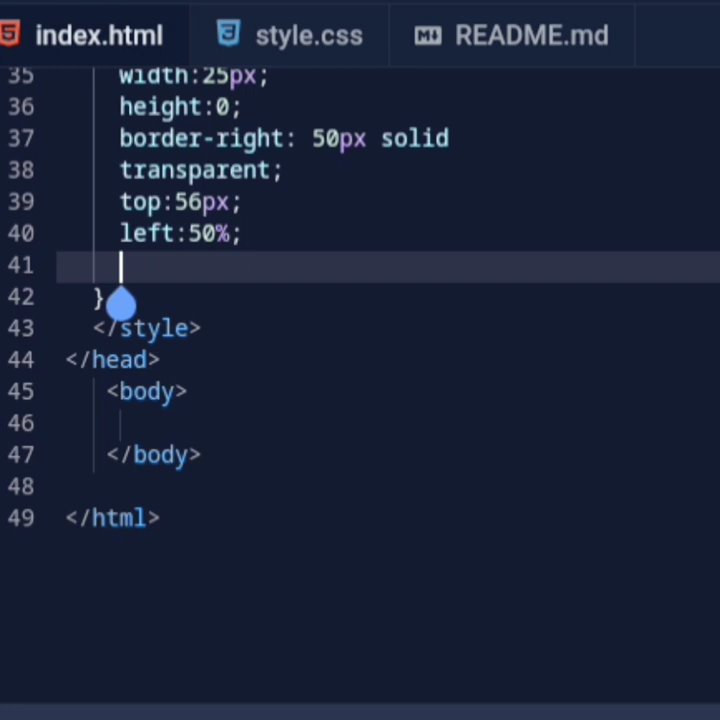 index.html style.css README.md
35 width:25px;
36 height:0;
37 border-right: 50px solid
38 transparent;
39 top:56px;
40 left:50%;
41
42 }
43 </style>
44 </head>
45 <body>
46
47 </body>
48
49 </html>